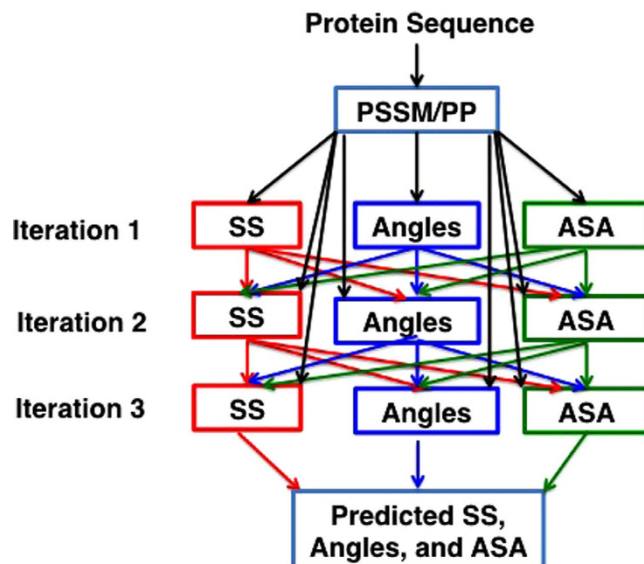 Protein Sequence
PSSM/PP
Iteration 1
SS
Angles
ASA
Iteration 2
SS
Angles
ASA
Iteration 3
SS
Angles
ASA
Predicted SS,
Angles, and ASA